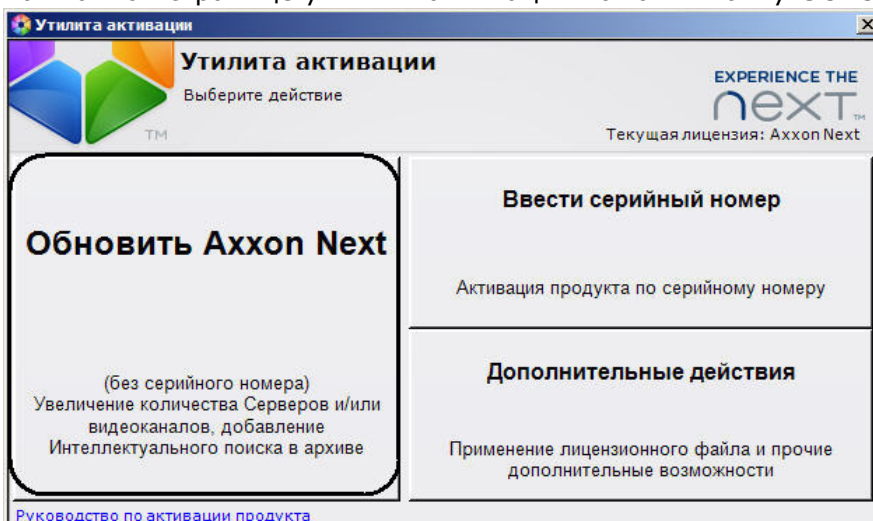 Утилита активации
Утилита активации
Выберите действие
TM
EXPERIENCE THE
next
TM
Текущая лицензия: Axxon Next
Обновить Axxon Next
(без серийного номера)
Увеличение количества Серверов и/или
видеоканалов, добавление
Интеллектуального поиска в архиве
Ввести серийный номер
Активация продукта по серийному номеру
Дополнительные действия
Применение лицензионного файла и прочие
дополнительные возможности
Руководство по активации продукта